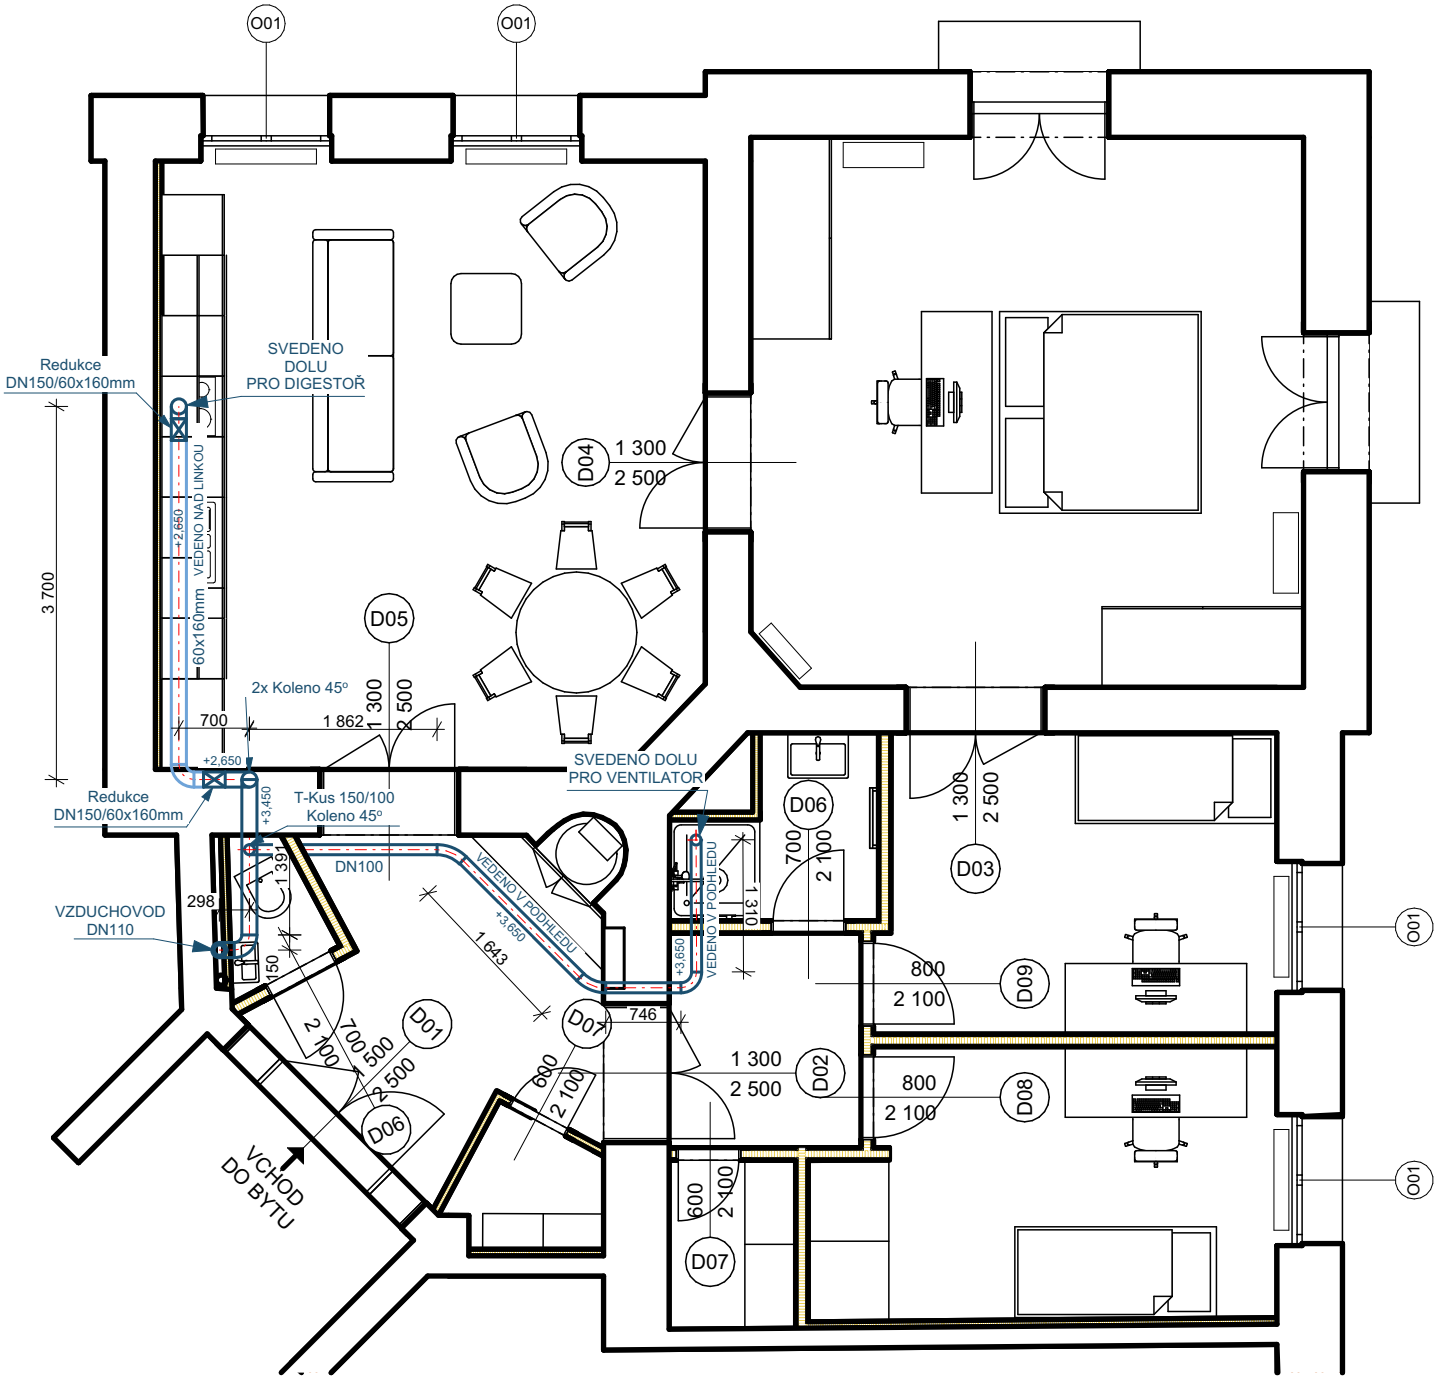 O01
O01
Redukce
DN150/60x160mm
SVEDENO
DOLU
PRO DIGESTOŘ
3 700
+2,650
VEDENO NAD LINKOU
60x160mm
D04
1 300
2 500
D05
1 300
2 500
2x Koleno 45º
700
1 862
+2,650
Redukce
DN150/60x160mm
+3,450
T-Kus 150/100
Koleno 45º
SVEDENO DOLU
PRO VENTILATOR
D06
700
2 100
1 300
2 500
D03
DN100
1 391
298
VZDUCHOVOD
DN110
150
VEDENO V PODHLEDU
+3,650
1 643
1 310
VEDENO V PODHLEDU
+3,650
O01
800
2 100
D09
D01
700
2 100
1 500
2 500
D06
D07
746
600
2 100
1 300
2 500
D02
800
2 100
D08
VCHOD
DO BYTU
O01
600
2 100
D07